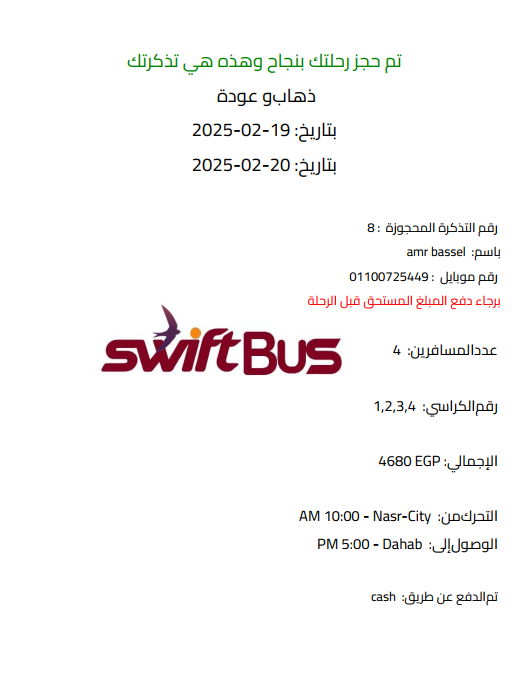 تم حجز رحلتك بنجاح وهذه هي تذكرتك
ذهابو عودة
بتاريخ: 19-02-2025
بتاريخ: 20-02-2025
رقم التذكرة المحجوزة : 8
باسم: amr bassel
رقم موبايل : 01100725449
برجاء دفع المبلغ المستحق قبل الرحلة
swiftBus
عددالمسافرين: 4
رقمالكراسي: 1,2,3,4
الإجمالي: 4680 EGP
التحركمن: AM 10:00 - Nasr-City
الوصولإلى: PM 5:00 - Dahab
تمالدفع عن طريق: cash